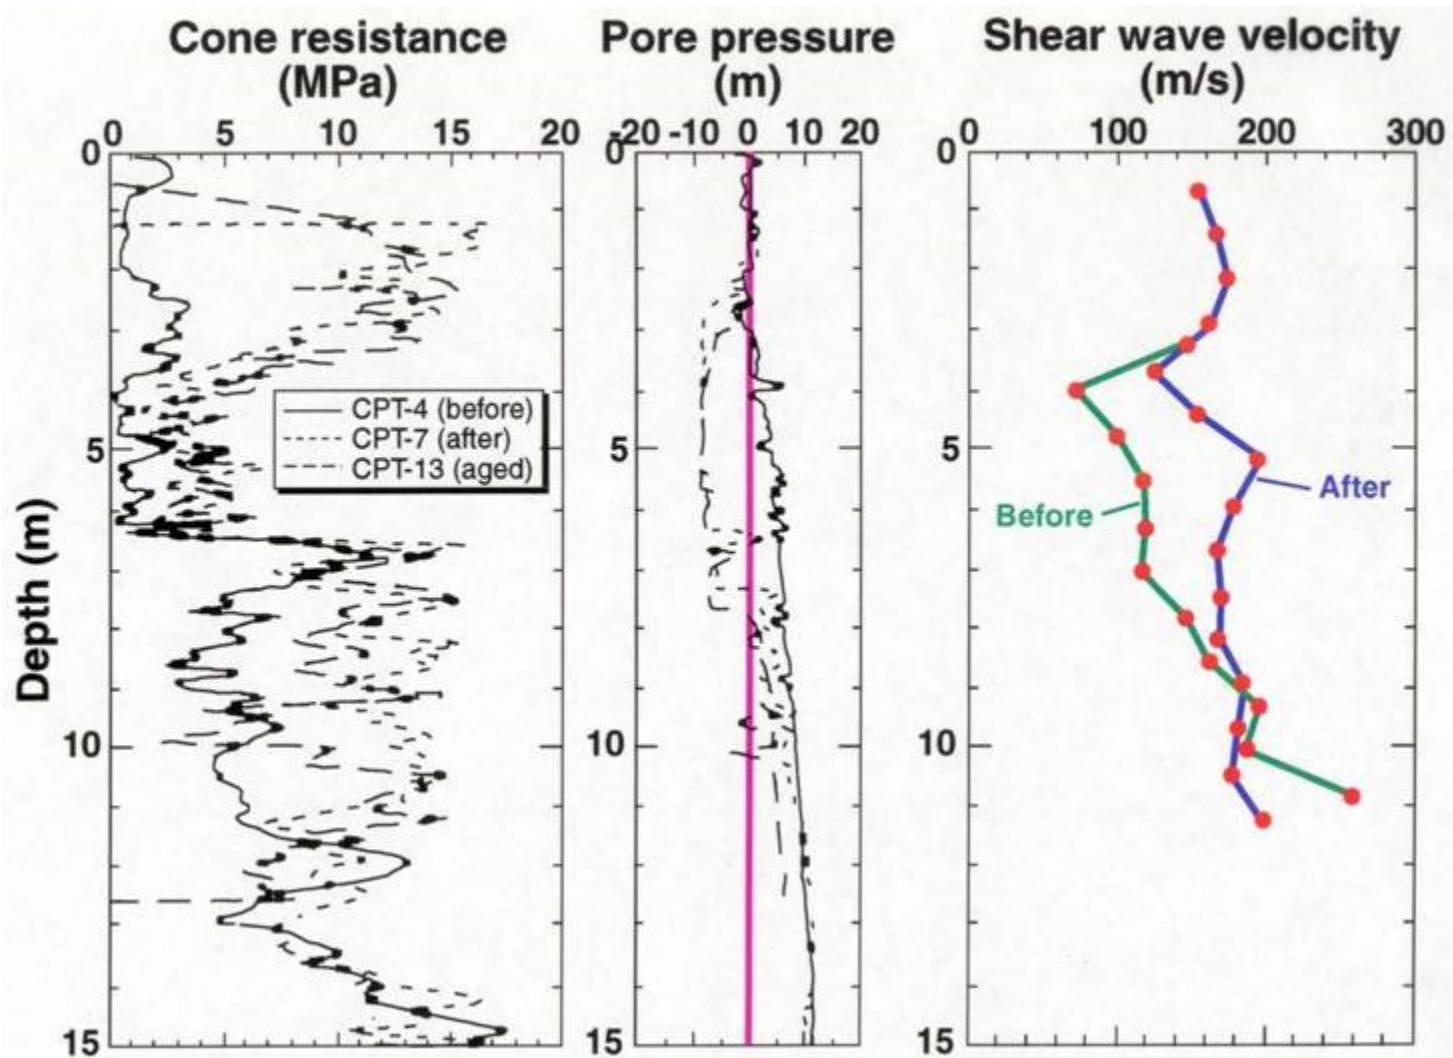 Cone resistance
(MPa)
Pore pressure
(m)
Shear wave velocity
(m/s)
0 5 10 15 20
-20 -10 0 10 20
0 100 200 300
0
5
10
15
0
5
10
15
0
5
10
15
Depth (m)
CPT-4 (before)
CPT-7 (after)
CPT-13 (aged)
Before
After